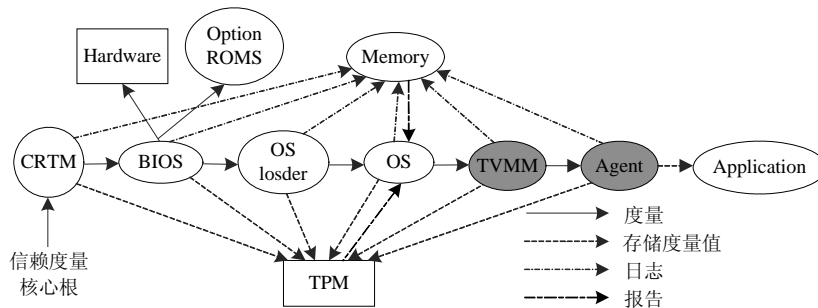 Hardware
Option
ROMS
Memory
CRTM
BIOS
OS
losder
OS
TVMM
Agent
Application
信赖度量
核心根
TPM
度量
存储度量值
日志
报告